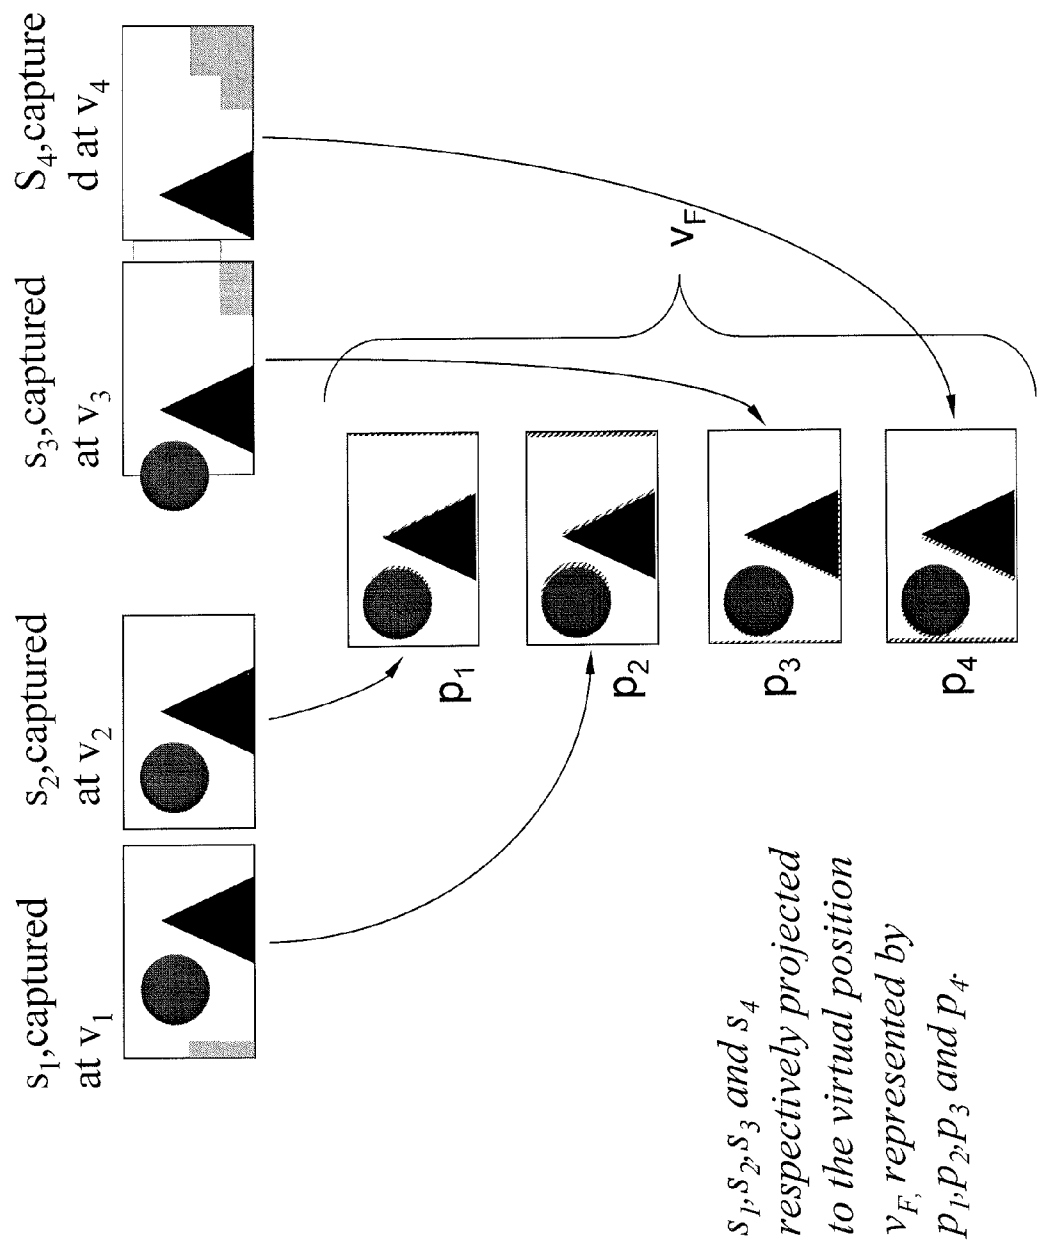 s1,captured
at v1
s2,captured
at v2
s3,captured
at v3
S4,capture
d at v4
p1
p2
p3
p4
vF
s1,s2,s3 and s4
respectively projected
to the virtual position
vF, represented by
p1,p2,p3 and p4.